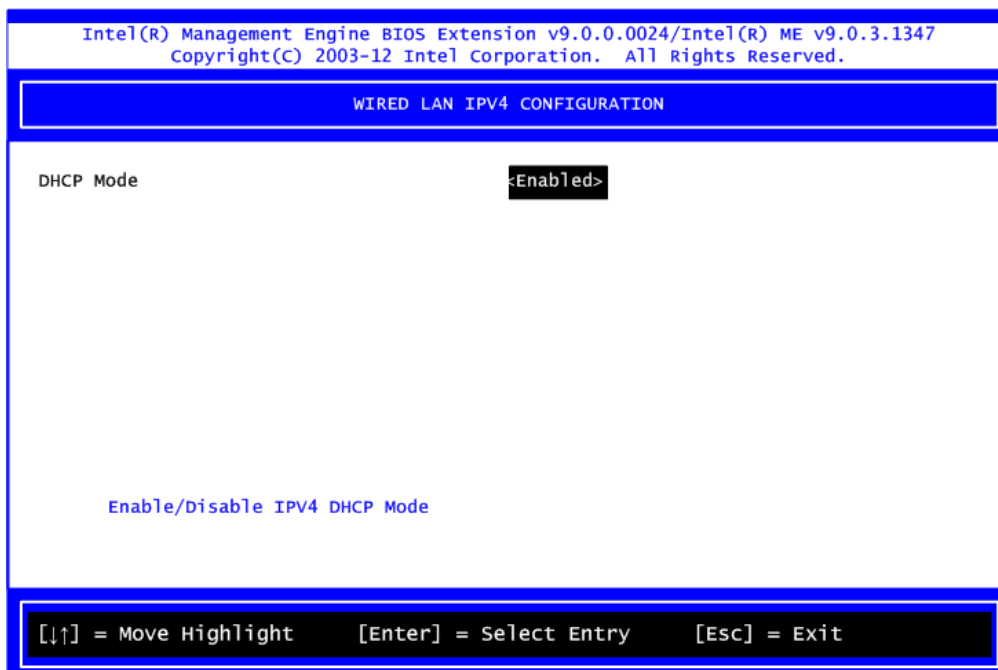 Intel(R) Management Engine BIOS Extension v9.0.0.0024/Intel(R) ME v9.0.3.1347
Copyright(C) 2003-12 Intel Corporation. All Rights Reserved.
WIRED LAN IPV4 CONFIGURATION
DHCP Mode <Enabled>
Enable/Disable IPV4 DHCP Mode
[↓↑] = Move Highlight [Enter] = Select Entry [Esc] = Exit